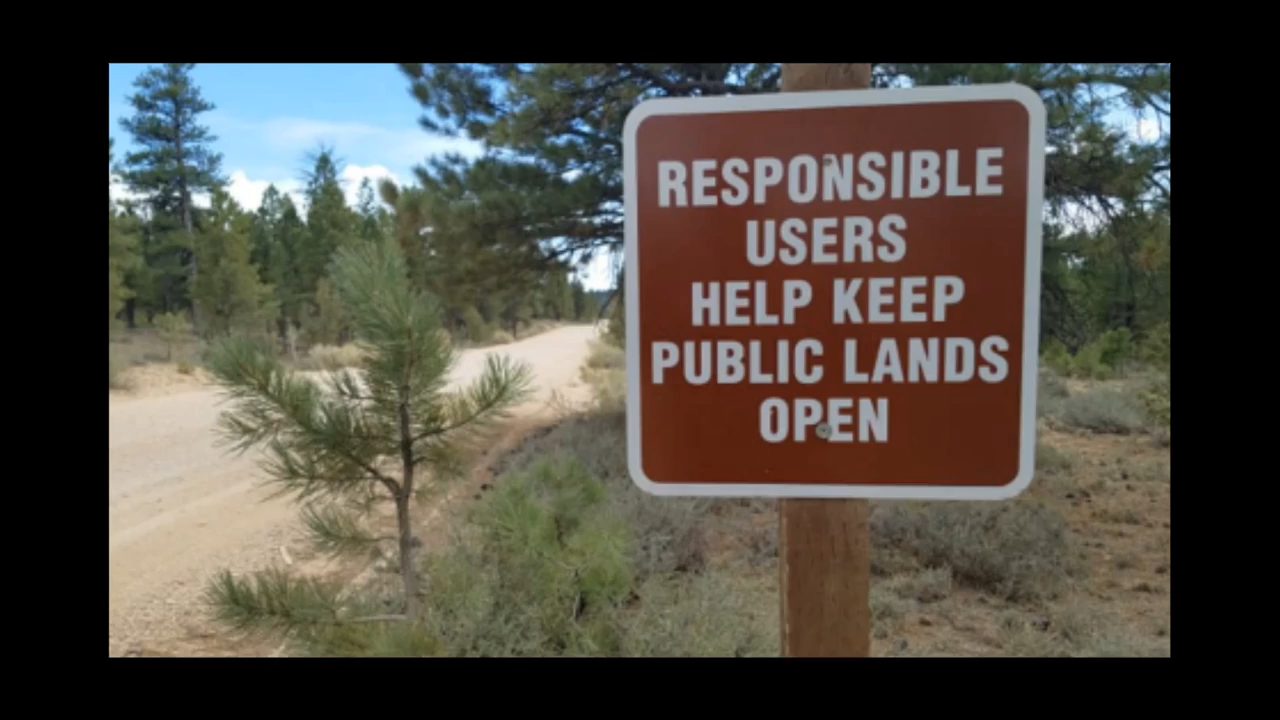 RESPONSIBLE
USERS
HELP KEEP
PUBLIC LANDS
OPEN